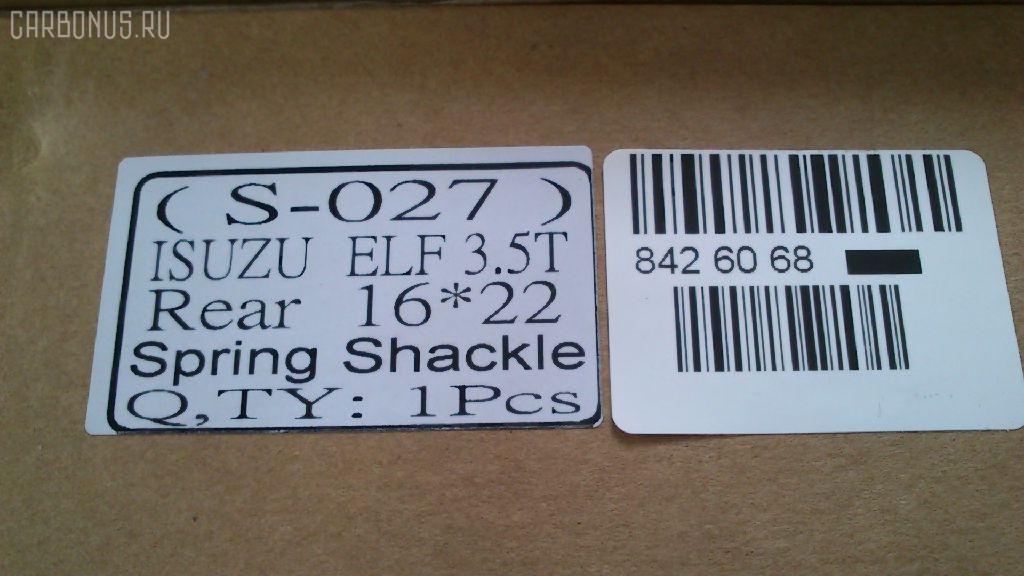 CARBONUS.RU
( S-027 )
ISUZU ELF 3.5T
Rear 16*22
Spring Shackle
Q,TY: 1Pcs
842 60 68